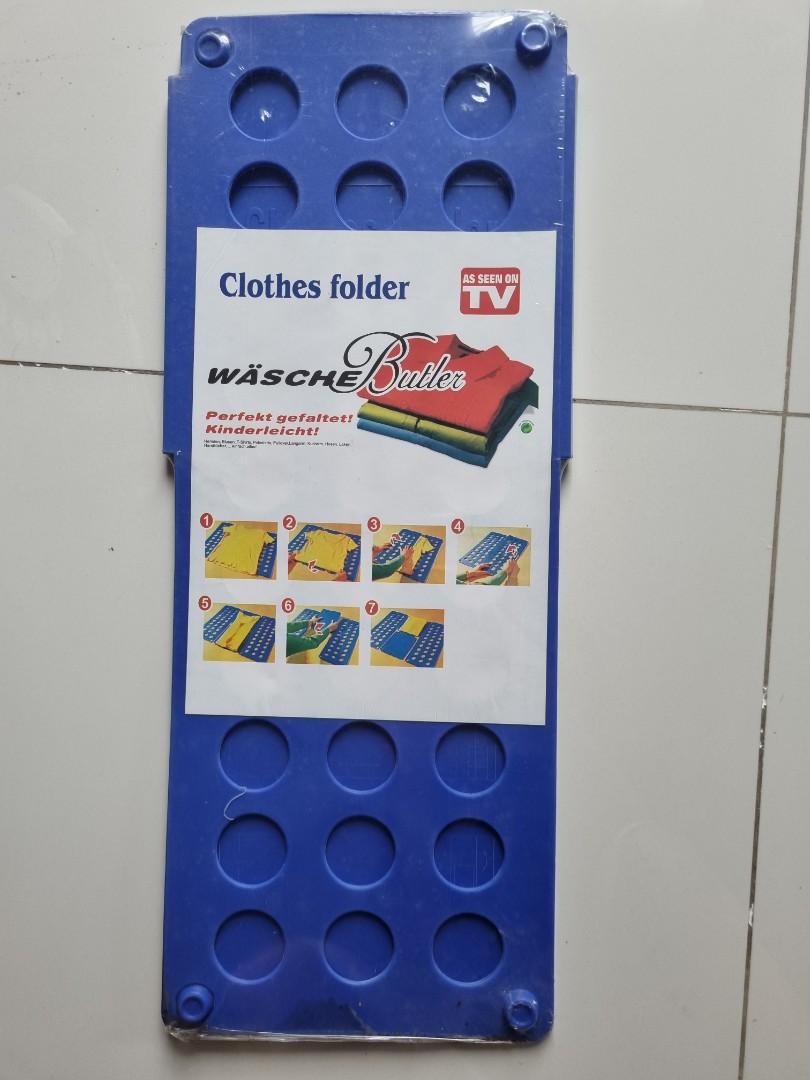 Clothes folder
AS SEEN ON
TV
WÄSCHE Butler
Perfekt gefaltet!
Kinderleicht!
1 2 3 4
5 6 7